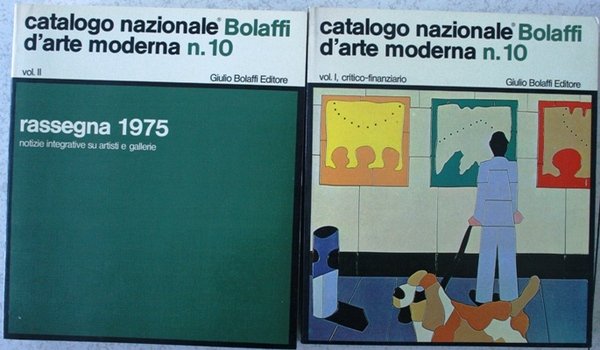 catalogo nazionale® Bolaffi
d'arte moderna n.10
vol. II
Giulio Bolaffi Editore
rassegna 1975
notizie integrative su artisti e gallerie
catalogo nazionale® Bolaffi
d'arte moderna n.10
vol. I, critico-finanziario
Giulio Bolaffi Editore